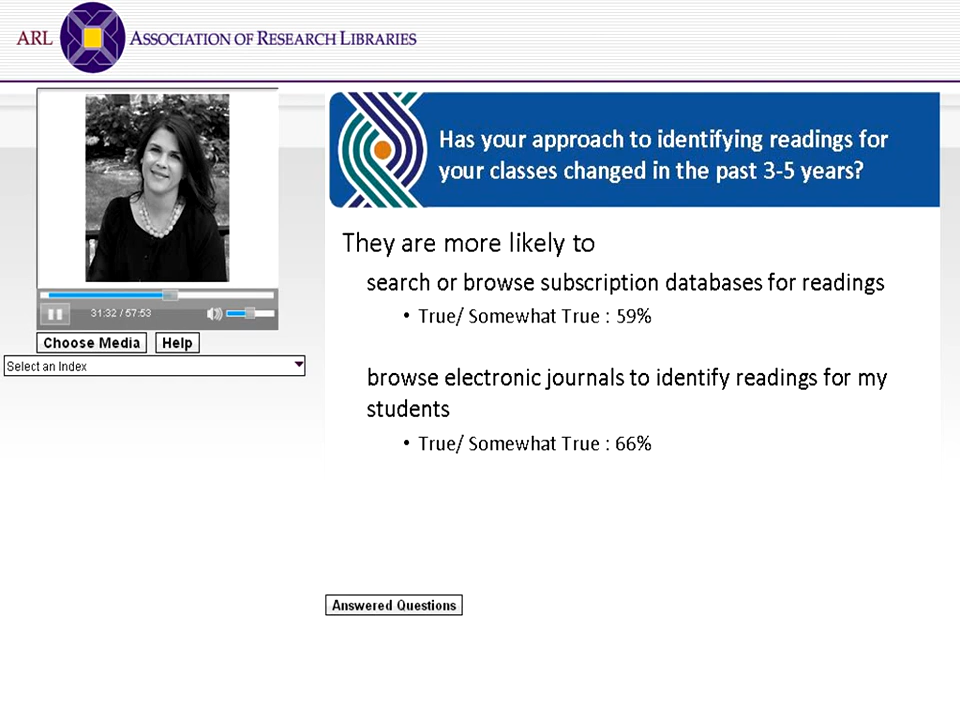 ARL ASSOCIATION OF RESEARCH LIBRARIES
Has your approach to identifying readings for
your classes changed in the past 3-5 years?
31:32 / 57:53
Choose Media Help
Select an Index
They are more likely to
search or browse subscription databases for readings
• True/ Somewhat True : 59%
browse electronic journals to identify readings for my
students
• True/ Somewhat True : 66%
Answered Questions